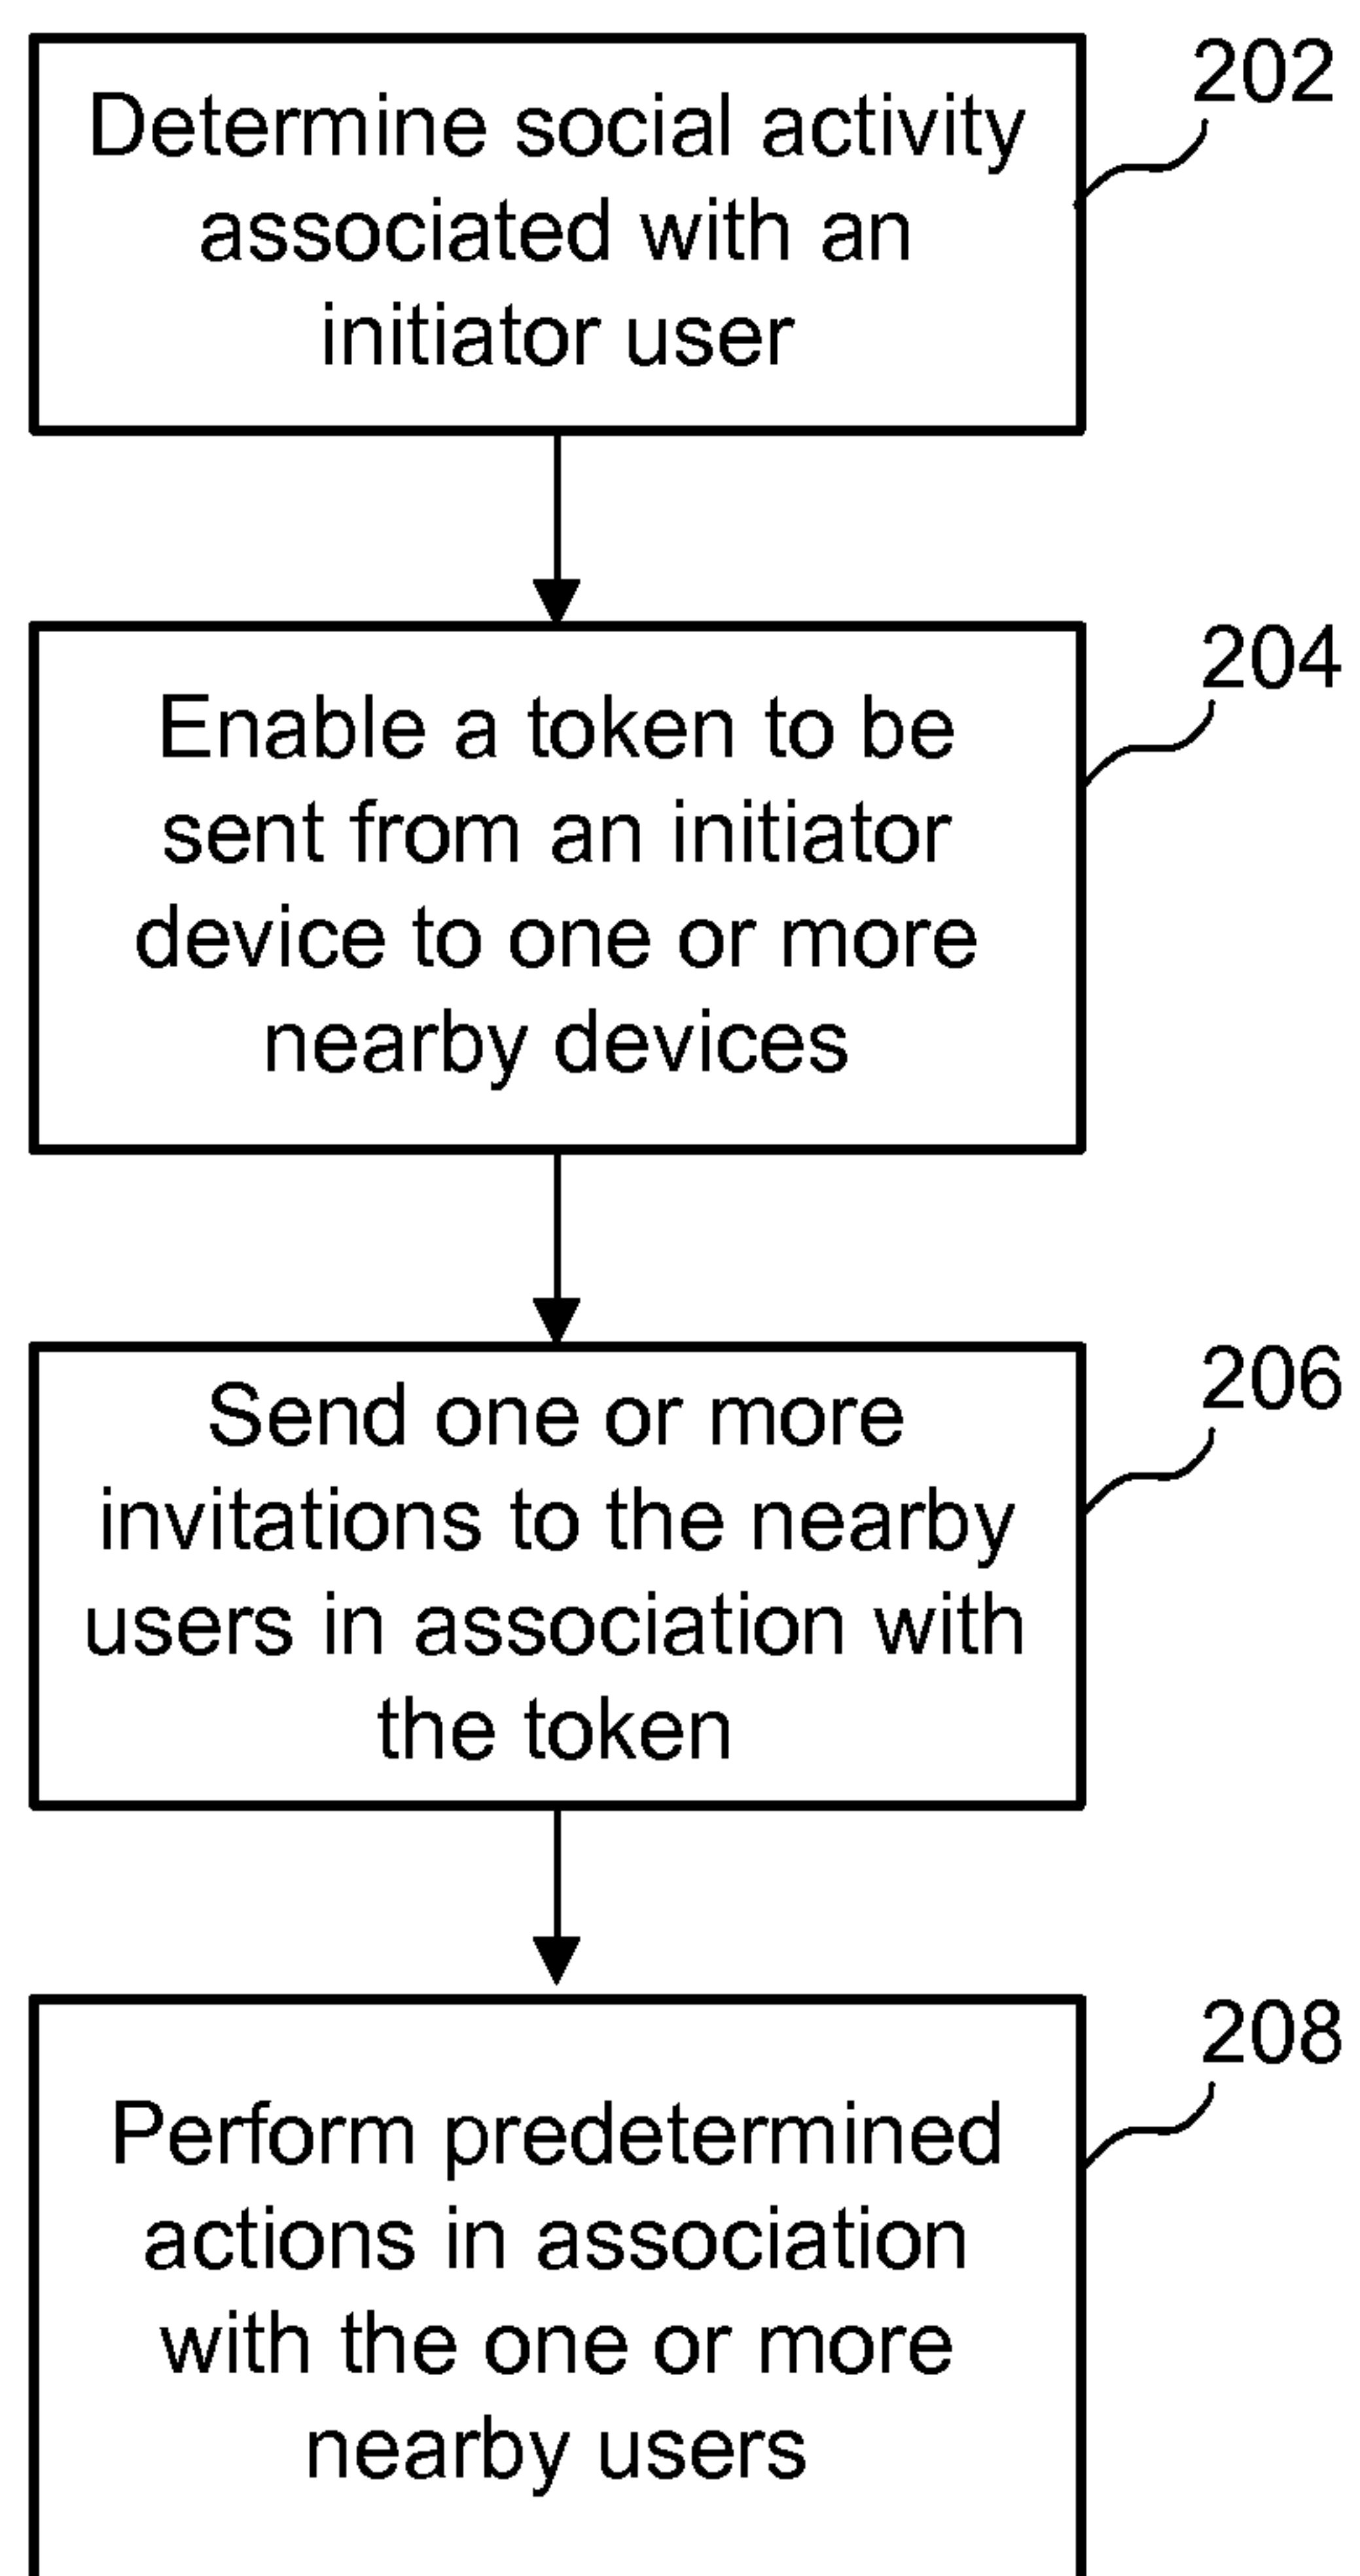 202
Determine social activity
associated with an
initiator user
204
Enable a token to be
sent from an initiator
device to one or more
nearby devices
206
Send one or more
invitations to the nearby
users in association with
the token
208
Perform predetermined
actions in association
with the one or more
nearby users